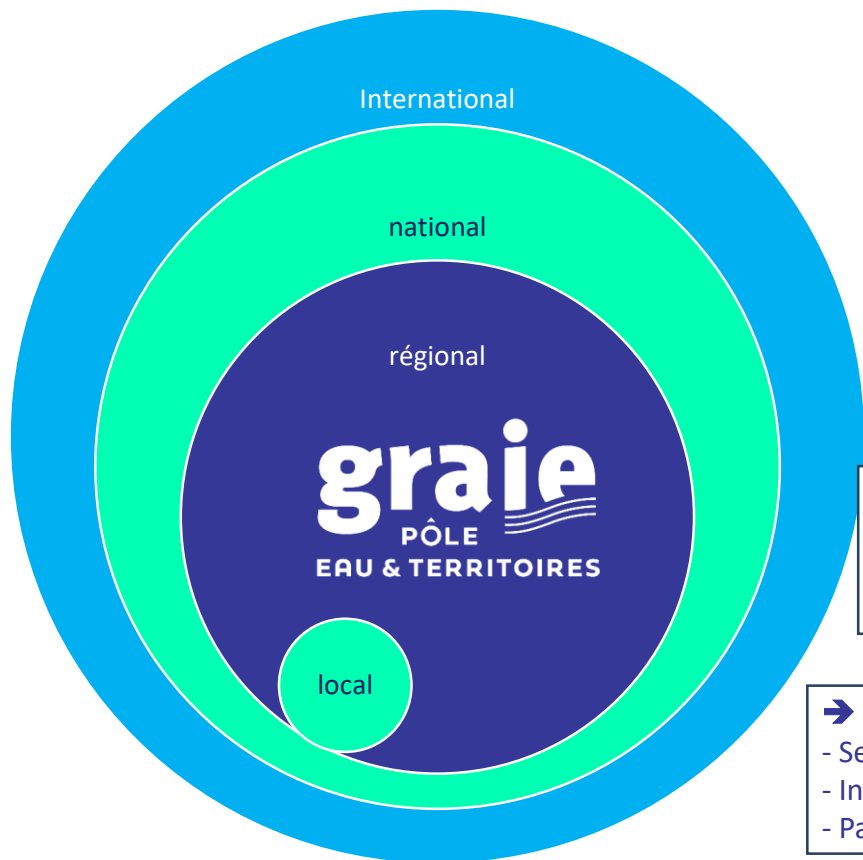 International
national
régional
graie
PÔLE
EAU & TERRITOIRES
local
➔
- Se
- In
- Pa